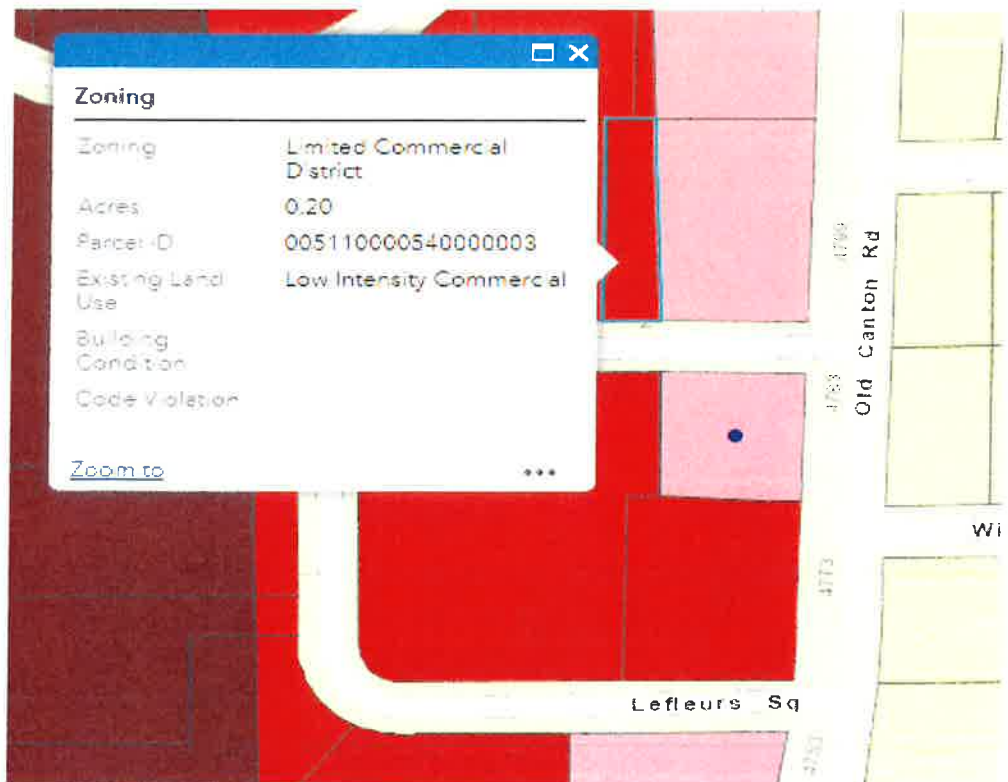 Zoning
Zoning Limited Commercial
District
Acres 0.20
Parcel ID 005110000540000003
Existing Land Low Intensity Commercial
Use
Building
Condition
Code Violation
Zoom to
Old Canton Rd
4783
4773
Wi
Lefleurs Sq
4753